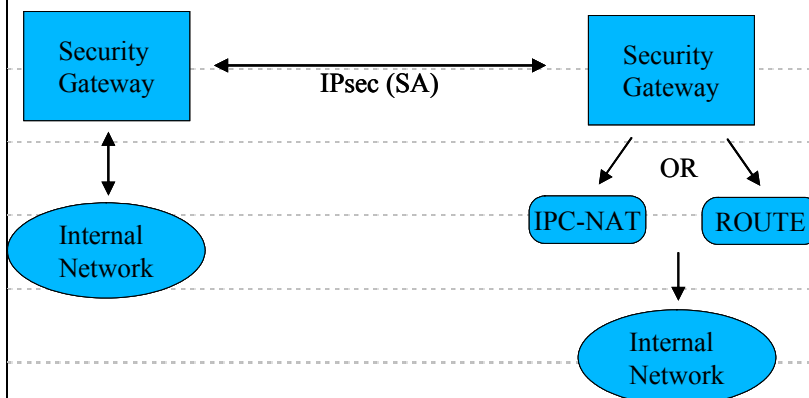 Security
Gateway
IPsec (SA)
Security
Gateway
OR
IPC-NAT
ROUTE
Internal
Network
Internal
Network